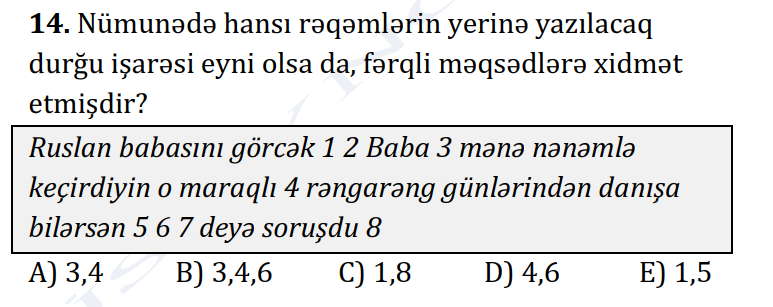 14. Nümunədə hansı rəqəmlərin yerinə yazılacaq
durğu işarəsi eyni olsa da, fərqli məqsədlərə xidmət
etmişdir?
Ruslan babasını görcək 1 2 Baba 3 mənə nənəmlə
keçirdiyin o maraqlı 4 rəngarəng günlərindən danışa
bilərsən 5 6 7 deyə soruşdu 8
A) 3,4 B) 3,4,6 C) 1,8 D) 4,6 E) 1,5